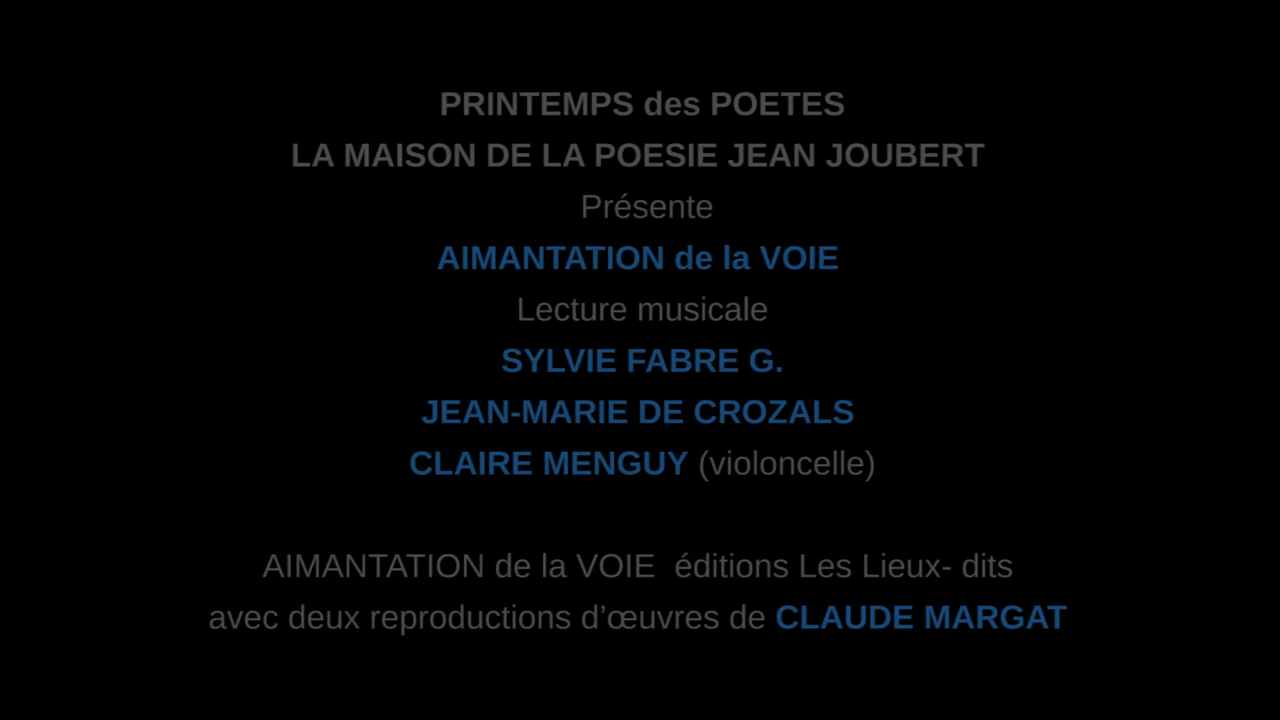 PRINTEMPS des POETES
LA MAISON DE LA POESIE JEAN JOUBERT
Présente
AIMANTATION de la VOIE
Lecture musicale
SYLVIE FABRE G.
JEAN-MARIE DE CROZALS
CLAIRE MENGUY (violoncelle)
AIMANTATION de la VOIE  éditions Les Lieux- dits
avec deux reproductions d’œuvres de CLAUDE MARGAT